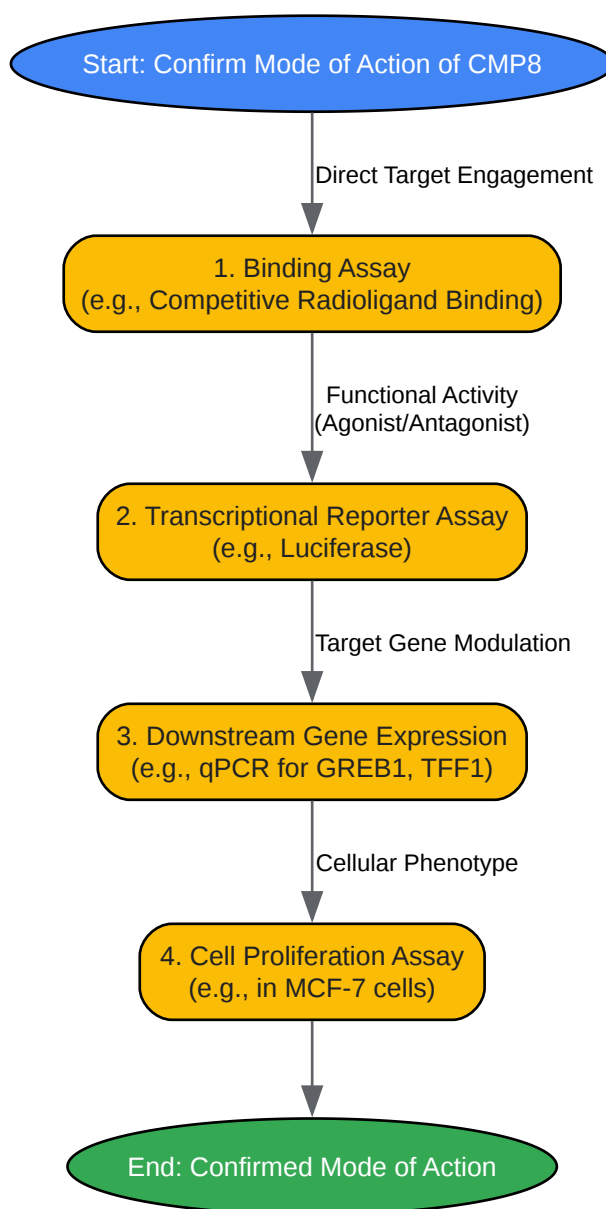 Start: Confirm Mode of Action of CMP8
Direct Target Engagement
1. Binding Assay
(e.g., Competitive Radioligand Binding)
Functional Activity
(Agonist/Antagonist)
2. Transcriptional Reporter Assay
(e.g., Luciferase)
Target Gene Modulation
3. Downstream Gene Expression
(e.g., qPCR for GREB1, TFF1)
Cellular Phenotype
4. Cell Proliferation Assay
(e.g., in MCF-7 cells)
End: Confirmed Mode of Action